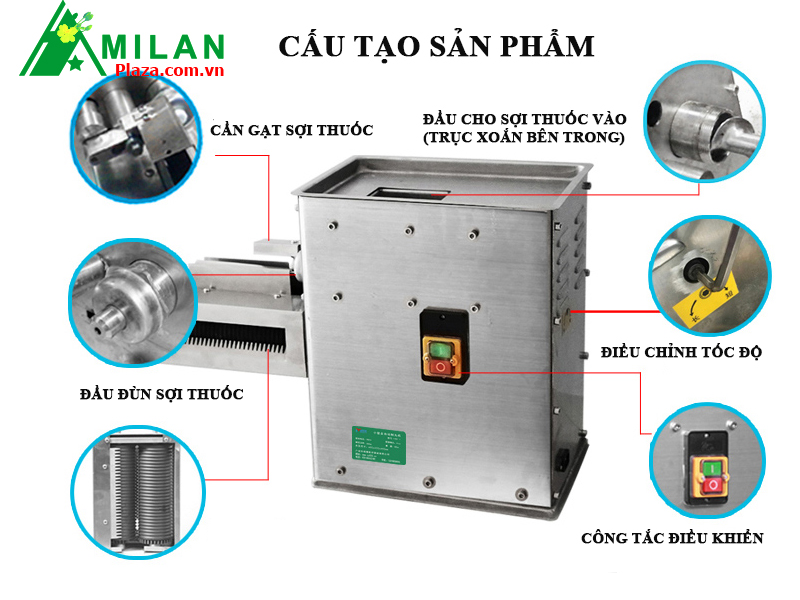 MILAN
Plaza.com.vn
CẤU TẠO SẢN PHẨM
CẦN GẠT SỢI THUỐC
ĐẦU CHO SỢI THUỐC VÀO
(TRỤC XOẮN BÊN TRONG)
ĐẦU ĐÙN SỢI THUỐC
ĐIỀU CHỈNH TỐC ĐỘ
CÔNG TẮC ĐIỀU KHIỂN